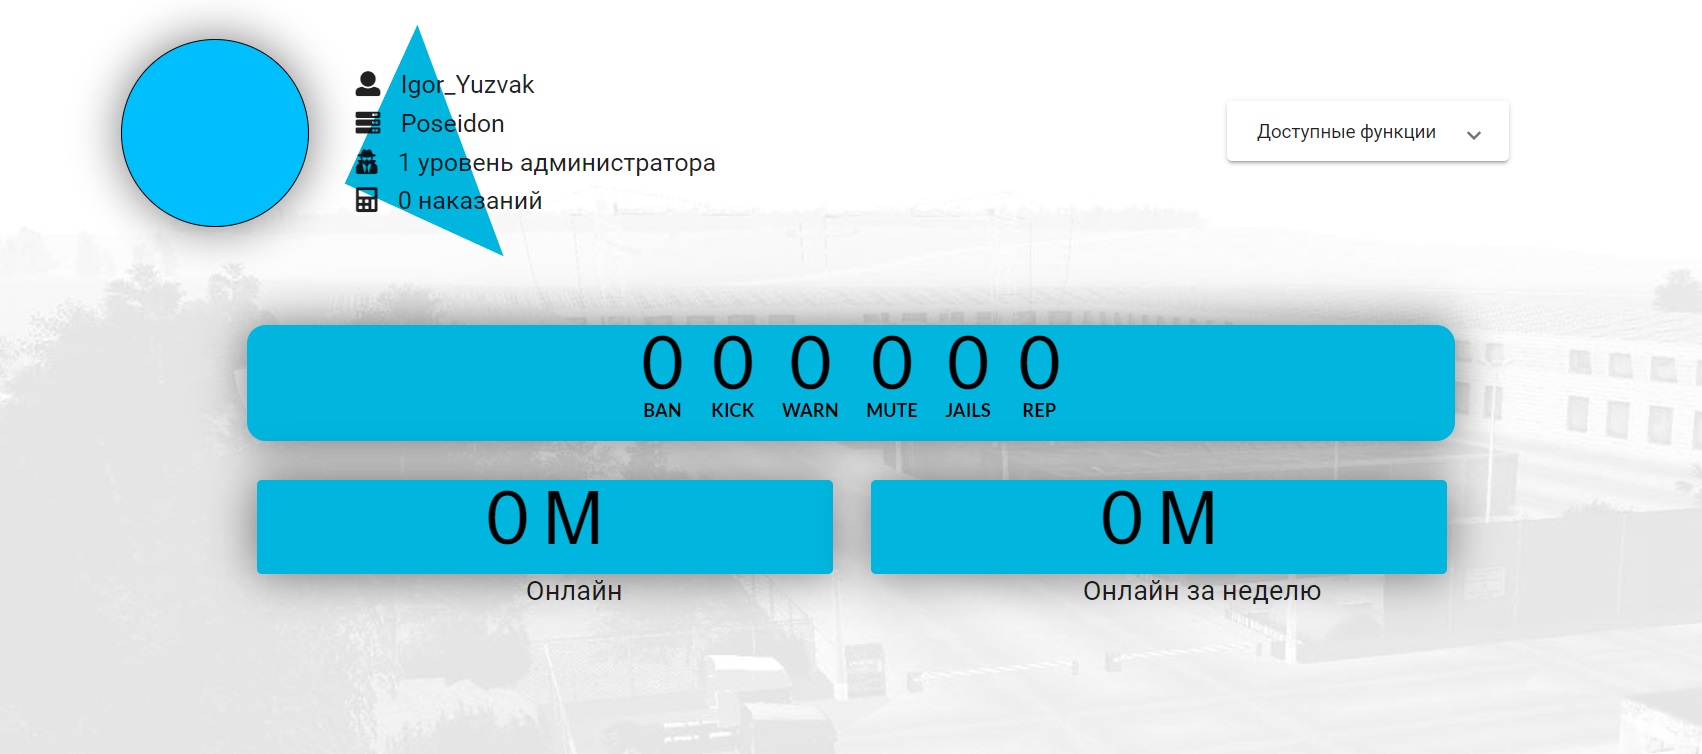 Igor_Yuzvak
Poseidon
1 уровень администратора
0 наказаний
Доступные функции
0 0 0 0 0 0
BAN KICK WARN MUTE JAILS REP
0 М 0 М
Онлайн Онлайн за неделю